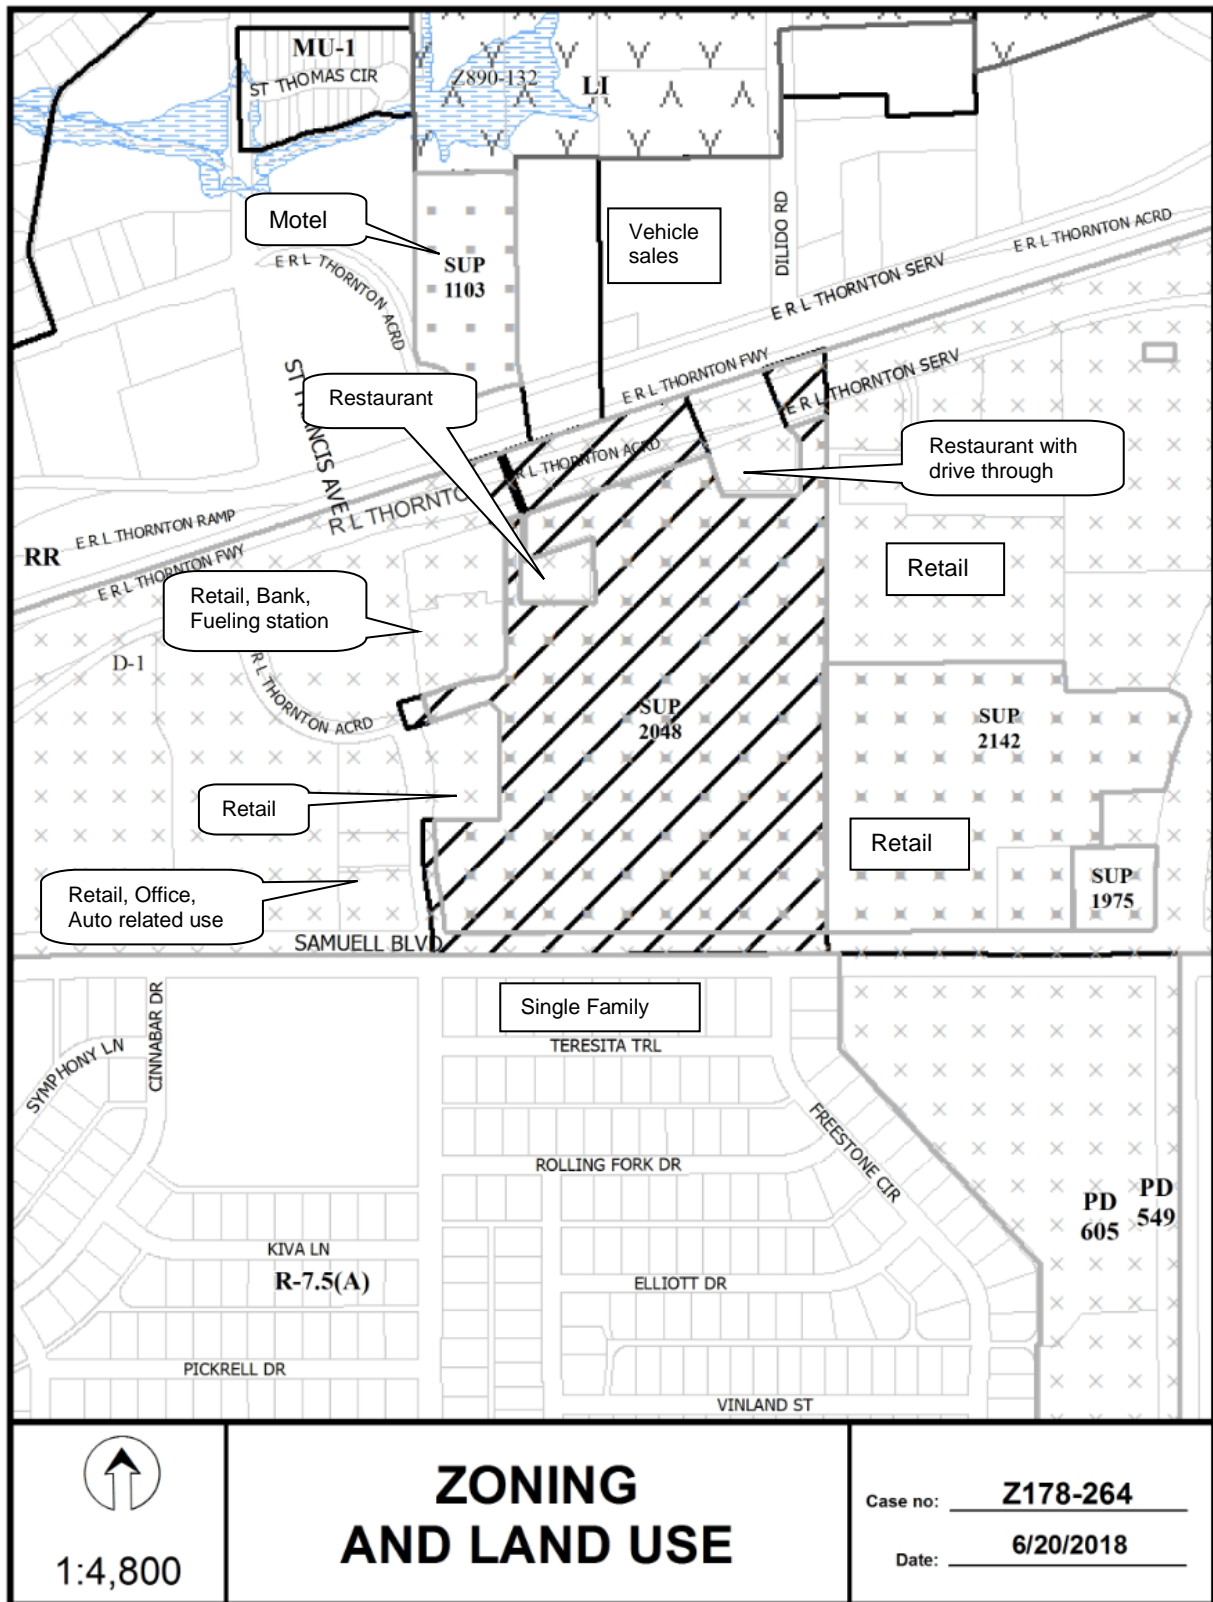 MU-1
ST THOMAS CIR
Z890-132
LI
Motel
SUP
1103
Vehicle
sales
DILIDO RD
E R L THORNTON ACRD
E R L THORNTON SERV
E R L THORNTON ACRD
ST FRANCIS AVE
Restaurant
E R L THORNTON FWY
E R L THORNTON SERV
R L THORNTON ACRD
Restaurant with
drive through
R L THORNTON
E R L THORNTON RAMP
RR
E R L THORNTON FWY
Retail
Retail, Bank,
Fueling station
D-1
R L THORNTON ACRD
SUP
2048
SUP
2142
Retail
Retail
SUP
1975
Retail, Office,
Auto related use
SAMUELL BLVD
Single Family
CINNABAR DR
SYMPHONY LN
TERESITA TRL
FREESTONE CIR
ROLLING FORK DR
PD
605
PD
549
KIVA LN
R-7.5(A)
ELLIOTT DR
PICKRELL DR
VINLAND ST
1:4,800
ZONING
AND LAND USE
Case no: Z178-264
Date: 6/20/2018